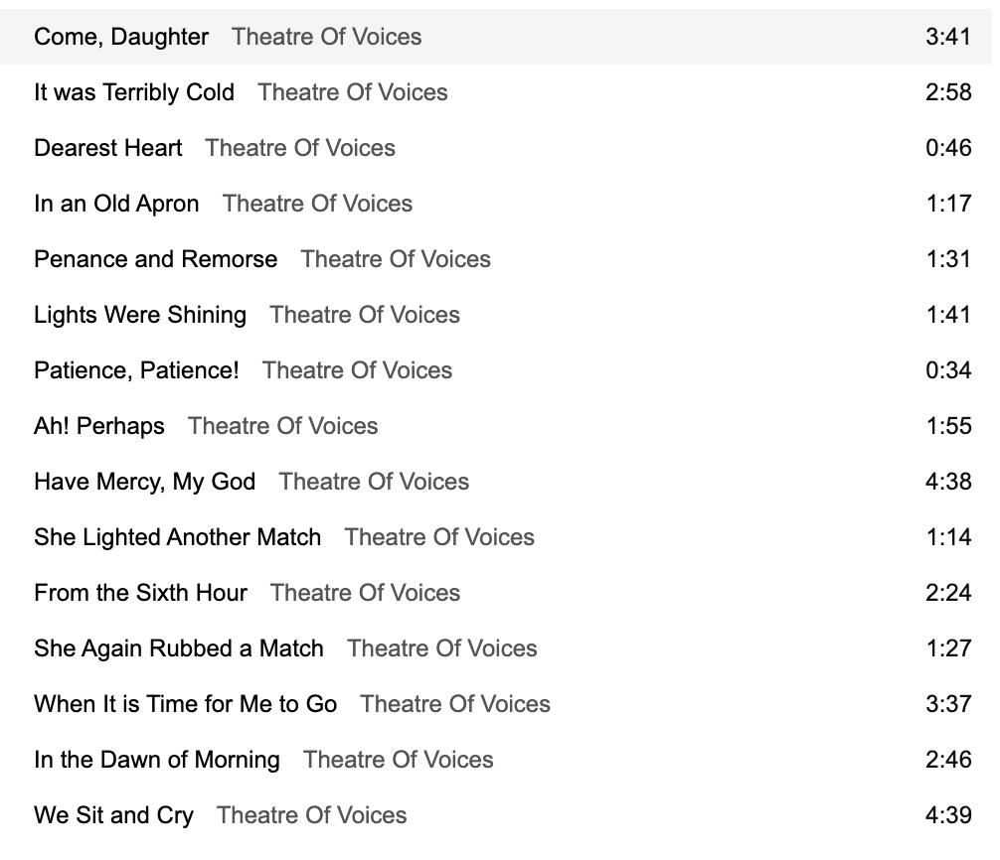 Come, Daughter Theatre Of Voices 3:41
It was Terribly Cold Theatre Of Voices 2:58
Dearest Heart Theatre Of Voices 0:46
In an Old Apron Theatre Of Voices 1:17
Penance and Remorse Theatre Of Voices 1:31
Lights Were Shining Theatre Of Voices 1:41
Patience, Patience! Theatre Of Voices 0:34
Ah! Perhaps Theatre Of Voices 1:55
Have Mercy, My God Theatre Of Voices 4:38
She Lighted Another Match Theatre Of Voices 1:14
From the Sixth Hour Theatre Of Voices 2:24
She Again Rubbed a Match Theatre Of Voices 1:27
When It is Time for Me to Go Theatre Of Voices 3:37
In the Dawn of Morning Theatre Of Voices 2:46
We Sit and Cry Theatre Of Voices 4:39